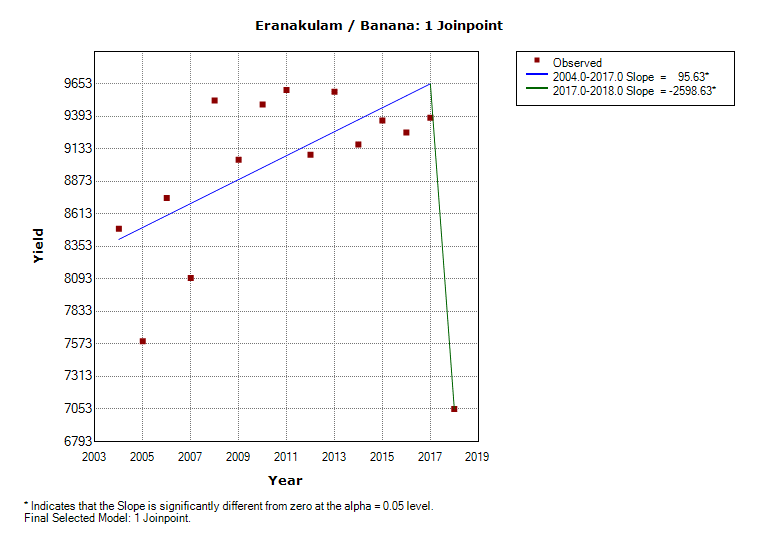 Eranakulam / Banana: 1 Joinpoint
Observed
2004.0-2017.0 Slope = 95.63*
2017.0-2018.0 Slope = -2598.63*
9653
9393
9133
8873
8613
8353
8093
7833
7573
7313
7053
6793
Yield
2003 2005 2007 2009 2011 2013 2015 2017 2019
Year
* Indicates that the Slope is significantly different from zero at the alpha = 0.05 level.
Final Selected Model: 1 Joinpoint.